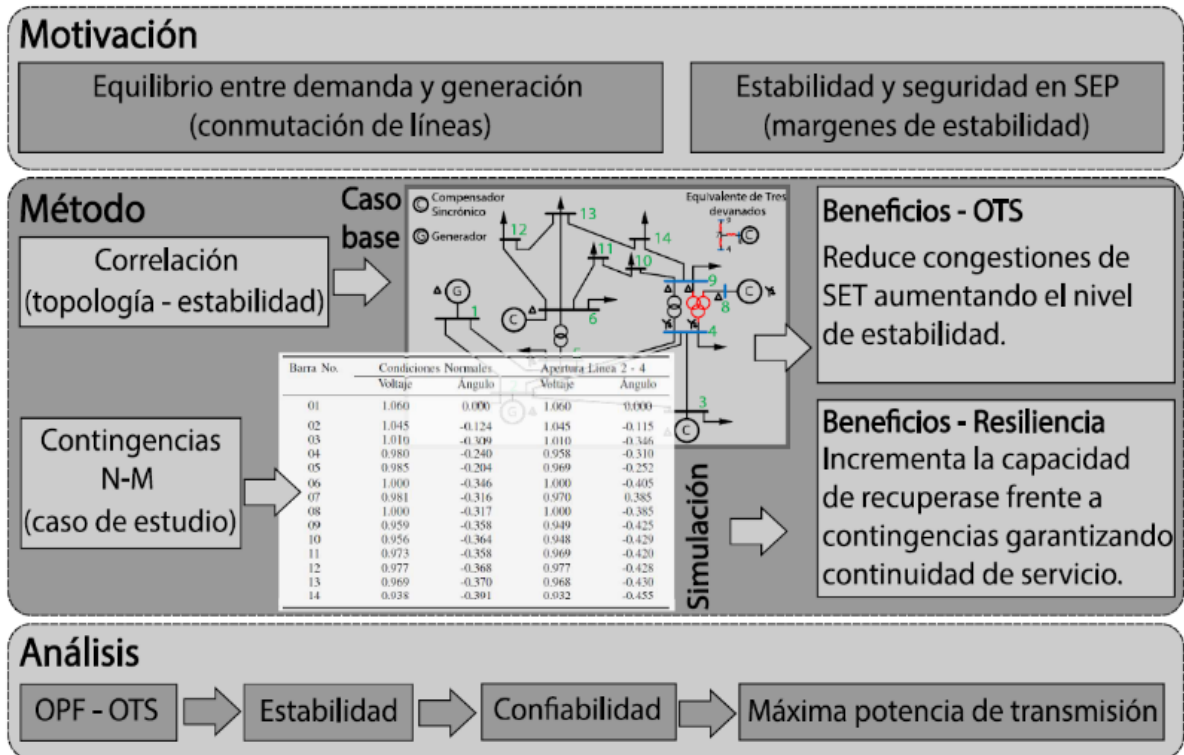 Motivación
Equilibrio entre demanda y generación
(conmutación de líneas)
Estabilidad y seguridad en SEP
(margenes de estabilidad)
Método
Correlación
(topología - estabilidad)
Contingencias
N-M
(caso de estudio)
Caso
base
C Compensador
Sincrónico
G Generador
Equivalente de Tres
devanados
12
13
14
11
10
9
8
1
G
C
6
C
C
4
3
C
G
Barra No. Condiciones Normales Apertura Línea 2 - 4
Voltaje Ángulo Voltaje Ángulo
01 1.060 0.000 1.060 0.000
02 1.045 -0.124 1.045 -0.115
03 1.010 -0.309 1.010 -0.346
04 0.980 -0.240 0.958 -0.310
05 0.985 -0.204 0.969 -0.252
06 1.000 -0.346 1.000 -0.405
07 0.981 -0.316 0.970 0.385
08 1.000 -0.317 1.000 -0.385
09 0.959 -0.358 0.949 -0.425
10 0.956 -0.364 0.948 -0.429
11 0.973 -0.358 0.969 -0.420
12 0.977 -0.368 0.977 -0.428
13 0.969 -0.370 0.968 -0.430
14 0.938 -0.391 0.932 -0.455
Simulación
Beneficios - OTS
Reduce congestiones de
SET aumentando el nivel
de estabilidad.
Beneficios - Resiliencia
Incrementa la capacidad
de recuperase frente a
contingencias garantizando
continuidad de servicio.
Análisis
OPF - OTS
Estabilidad
Confiabilidad
Máxima potencia de transmisión